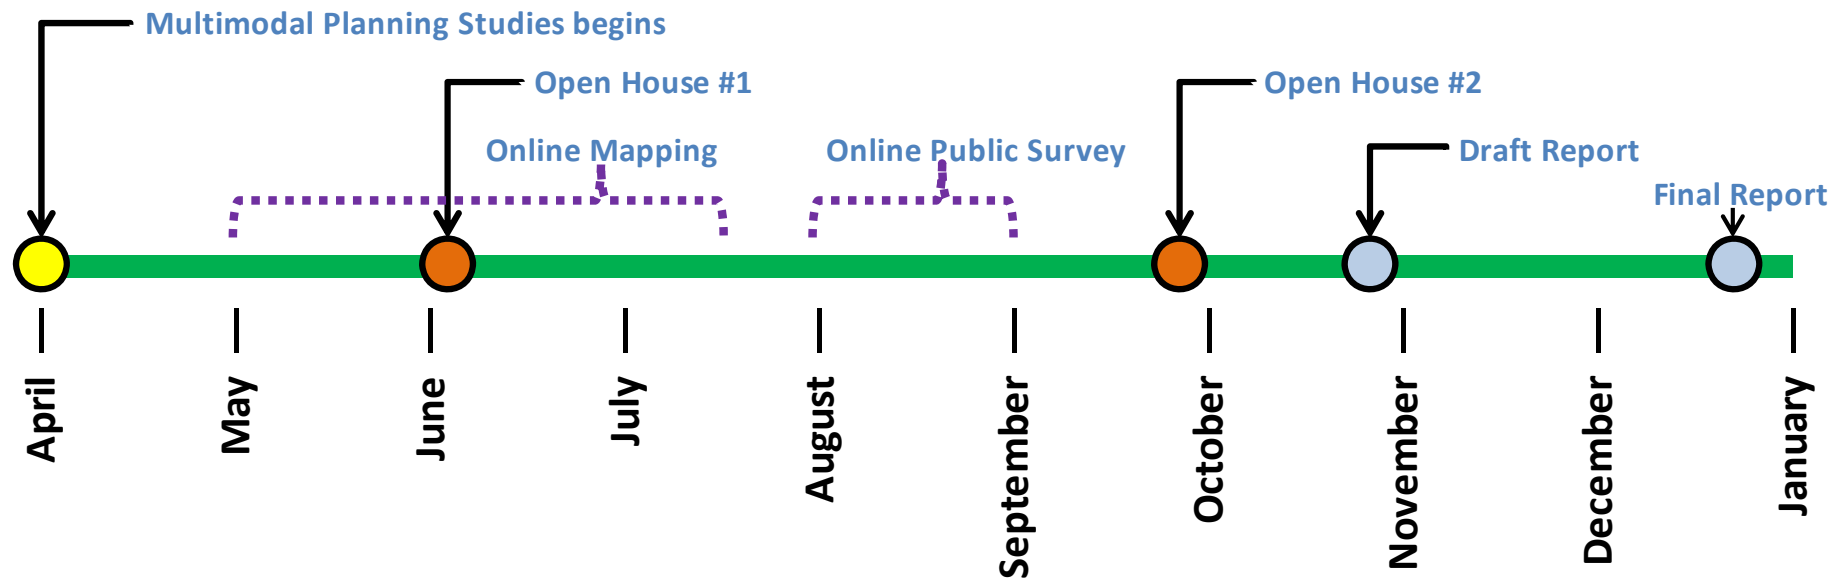 Multimodal Planning Studies begins
Open House #1
Open House #2
Online Mapping
Online Public Survey
Draft Report
Final Report
April
May
June
July
August
September
October
November
December
January